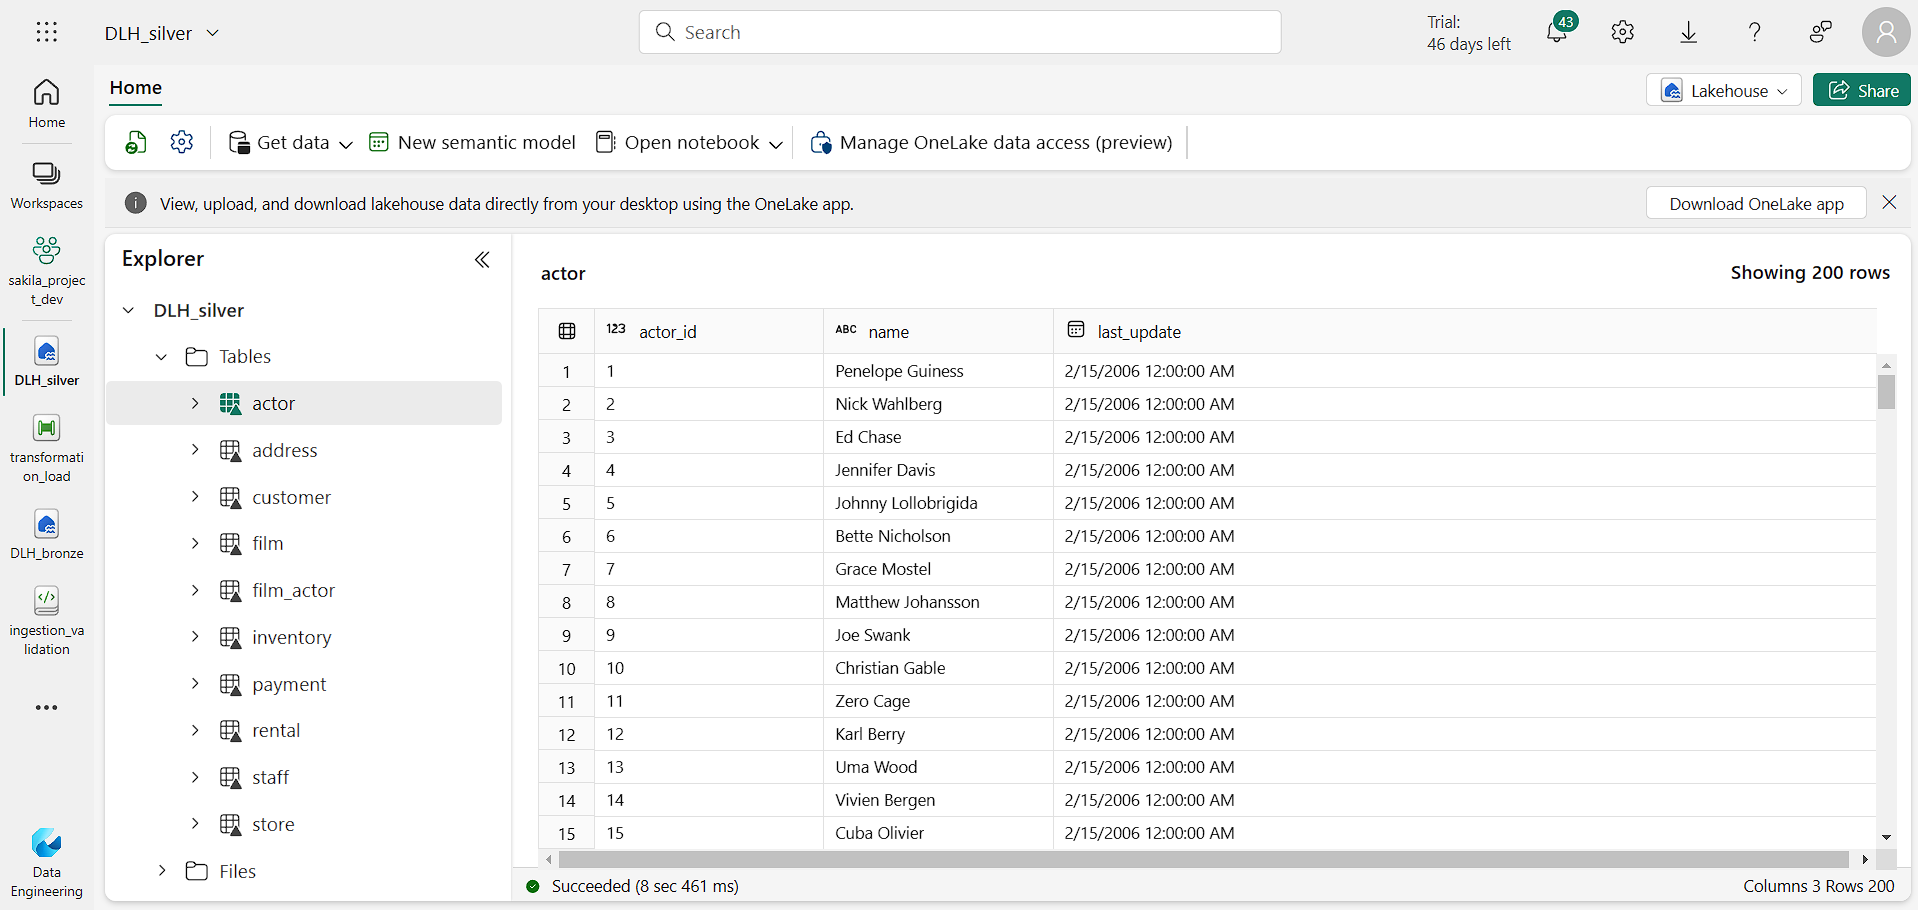 DLH_silver
Search
Trial:
46 days left
43
Home
Workspaces
sakila_projec
t_dev
DLH_silver
transformati
on_load
DLH_bronze
ingestion_va
lidation
Data
Engineering
Home
Lakehouse
Share
Get data
New semantic model
Open notebook
Manage OneLake data access (preview)
View, upload, and download lakehouse data directly from your desktop using the OneLake app.
Download OneLake app
Explorer
DLH_silver
Tables
actor
address
customer
film
film_actor
inventory
payment
rental
staff
store
Files
actor
Showing 200 rows
123 actor_id ABC name last_update
1 1 Penelope Guiness 2/15/2006 12:00:00 AM
2 2 Nick Wahlberg 2/15/2006 12:00:00 AM
3 3 Ed Chase 2/15/2006 12:00:00 AM
4 4 Jennifer Davis 2/15/2006 12:00:00 AM
5 5 Johnny Lollobrigida 2/15/2006 12:00:00 AM
6 6 Bette Nicholson 2/15/2006 12:00:00 AM
7 7 Grace Mostel 2/15/2006 12:00:00 AM
8 8 Matthew Johansson 2/15/2006 12:00:00 AM
9 9 Joe Swank 2/15/2006 12:00:00 AM
10 10 Christian Gable 2/15/2006 12:00:00 AM
11 11 Zero Cage 2/15/2006 12:00:00 AM
12 12 Karl Berry 2/15/2006 12:00:00 AM
13 13 Uma Wood 2/15/2006 12:00:00 AM
14 14 Vivien Bergen 2/15/2006 12:00:00 AM
15 15 Cuba Olivier 2/15/2006 12:00:00 AM
Succeeded (8 sec 461 ms)
Columns 3 Rows 200